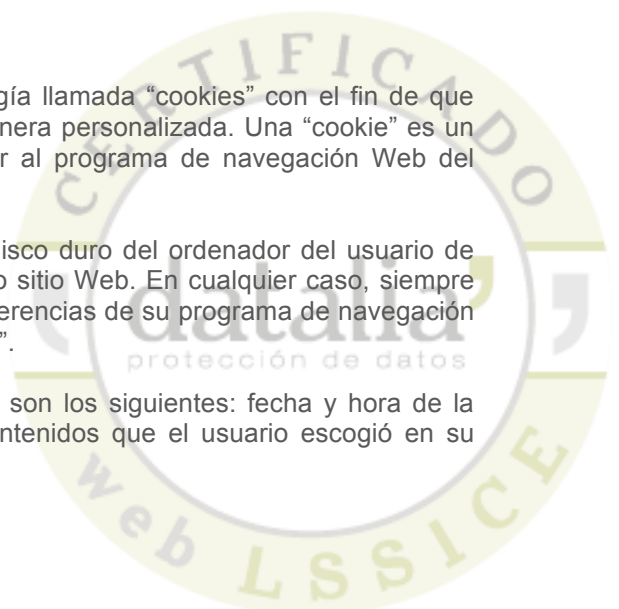 CERTIFICADO
gía llamada “cookies” con el fin de que
nera personalizada. Una “cookie” es un
r al programa de navegación Web del
isco duro del ordenador del usuario de
o sitio Web. En cualquier caso, siempre
erencias de su programa de navegación
”.
datalia
protección de datos
son los siguientes: fecha y hora de la
ntenidos que el usuario escogió en su
web LSSICE